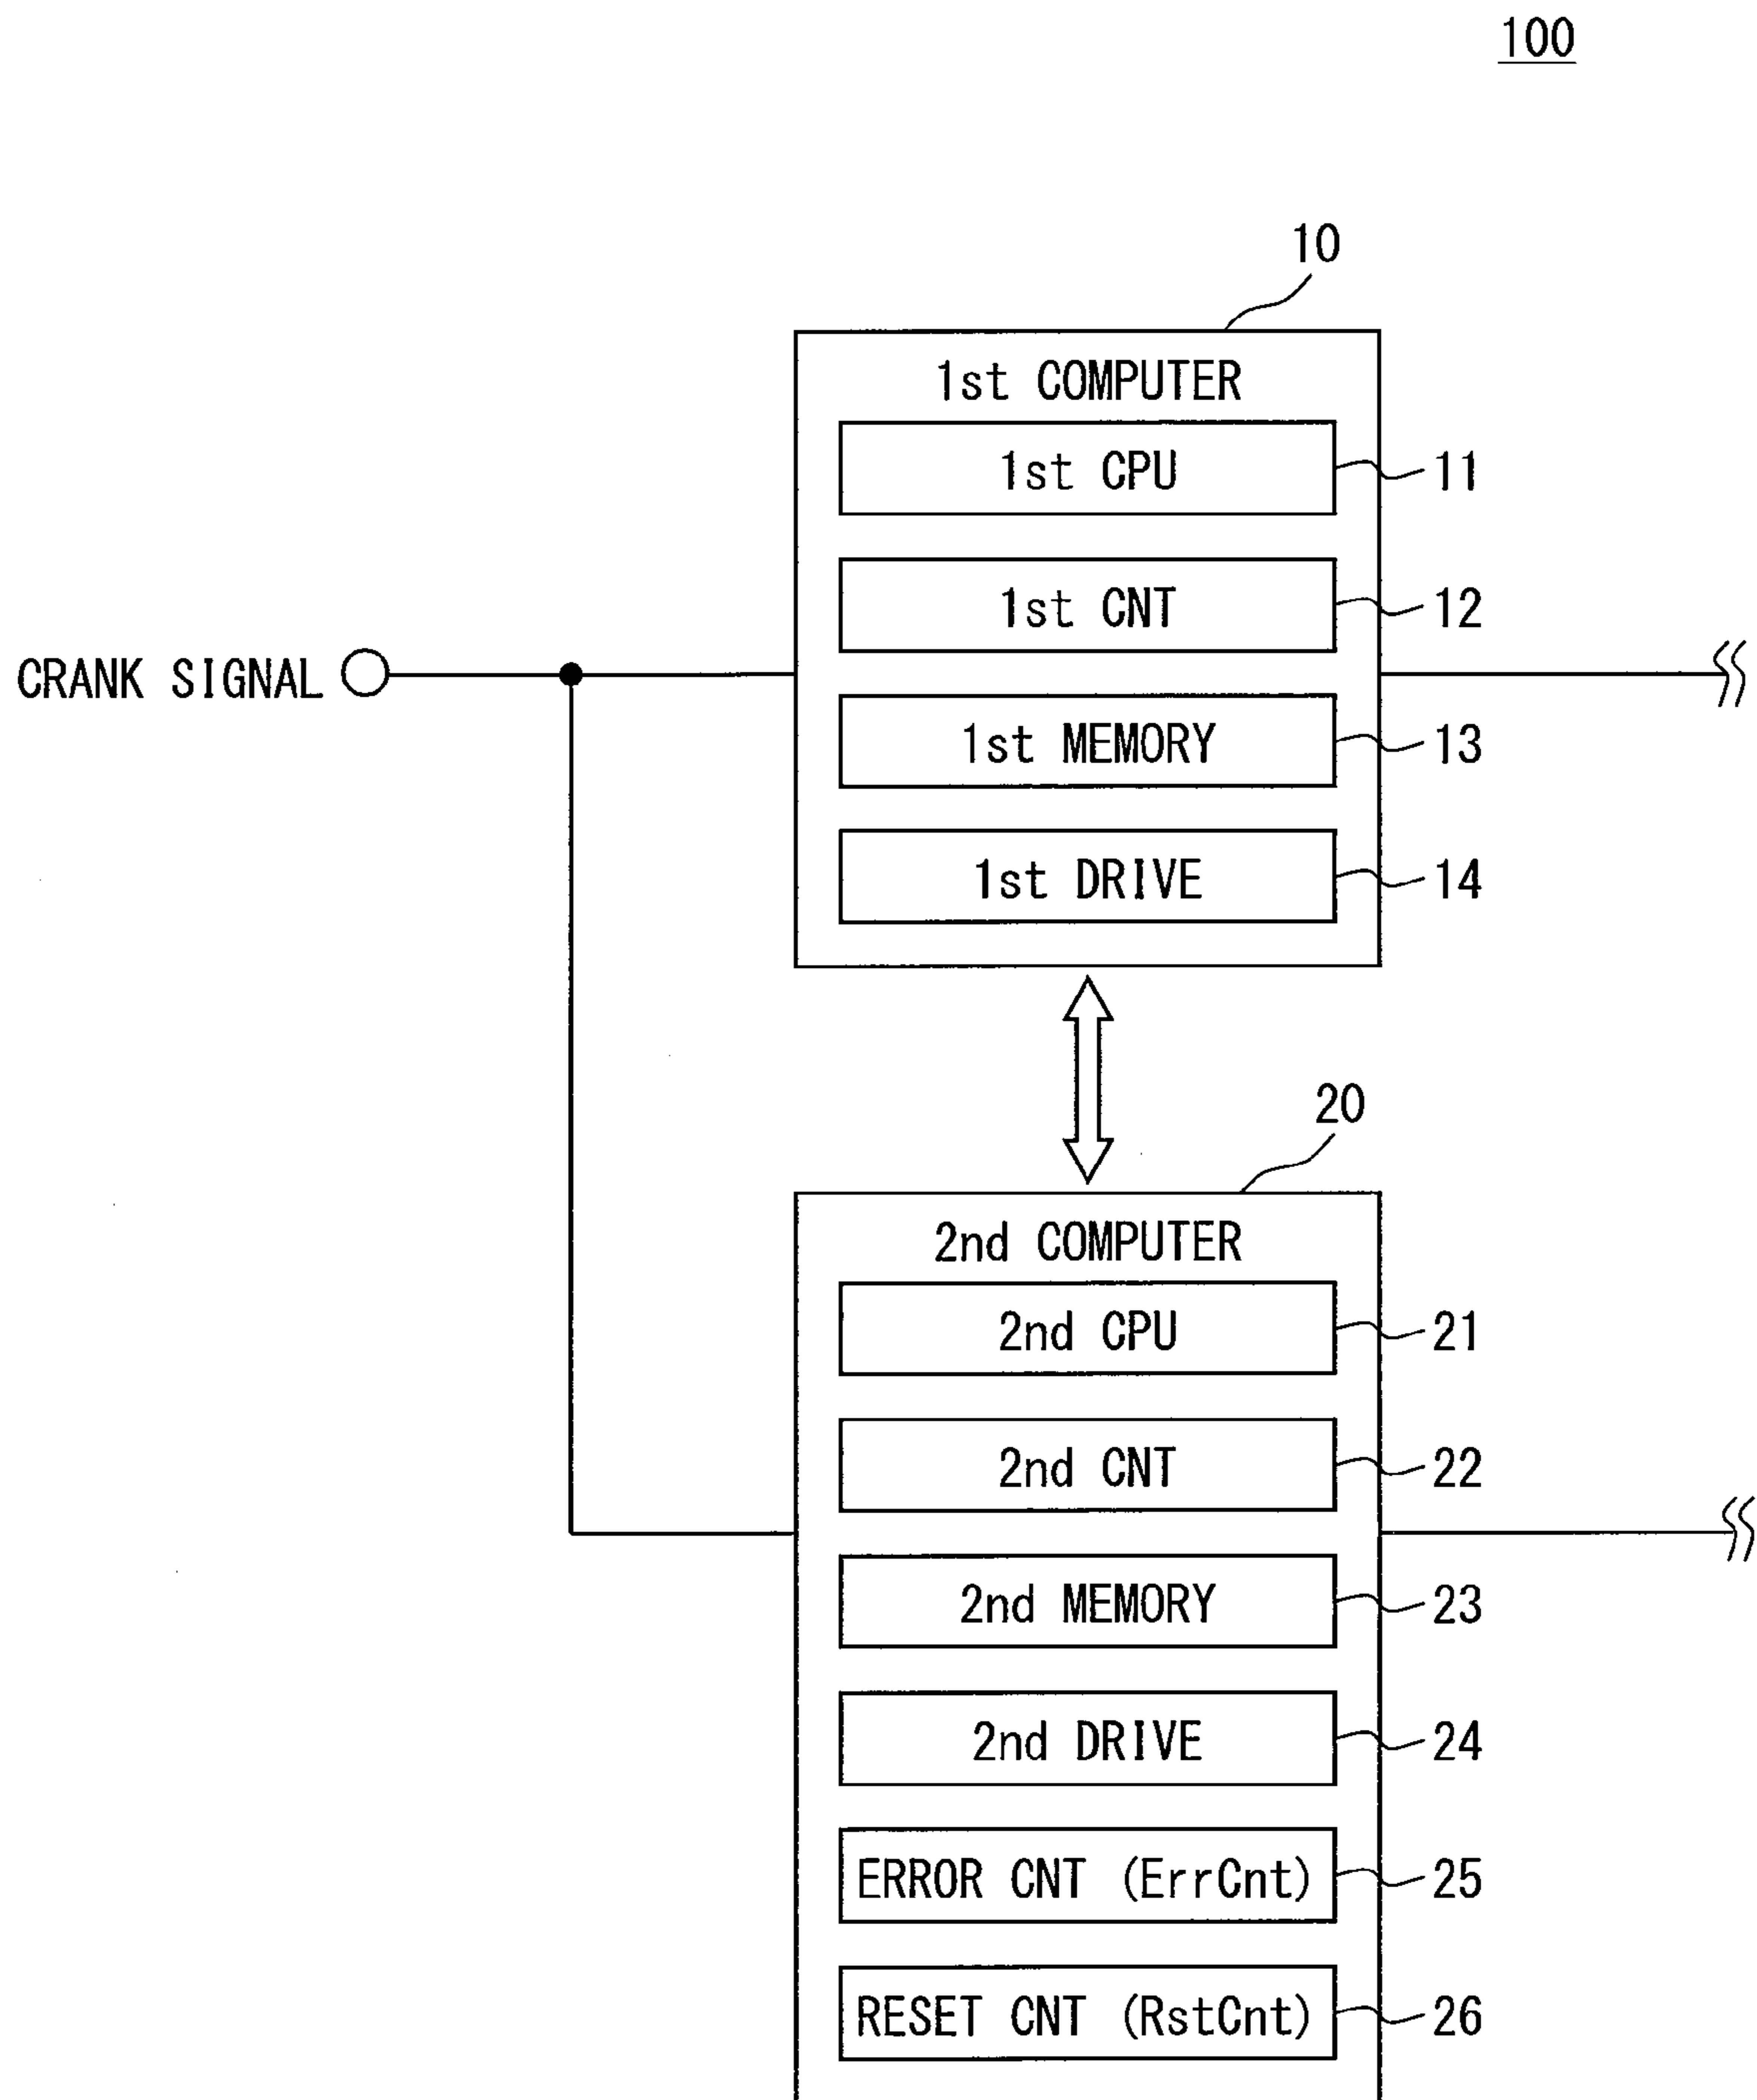 100
10
1st COMPUTER
1st CPU
11
1st CNT
12
CRANK SIGNAL
1st MEMORY
13
1st DRIVE
14
20
2nd COMPUTER
2nd CPU
21
2nd CNT
22
2nd MEMORY
23
2nd DRIVE
24
ERROR CNT (ErrCnt)
25
RESET CNT (RstCnt)
26